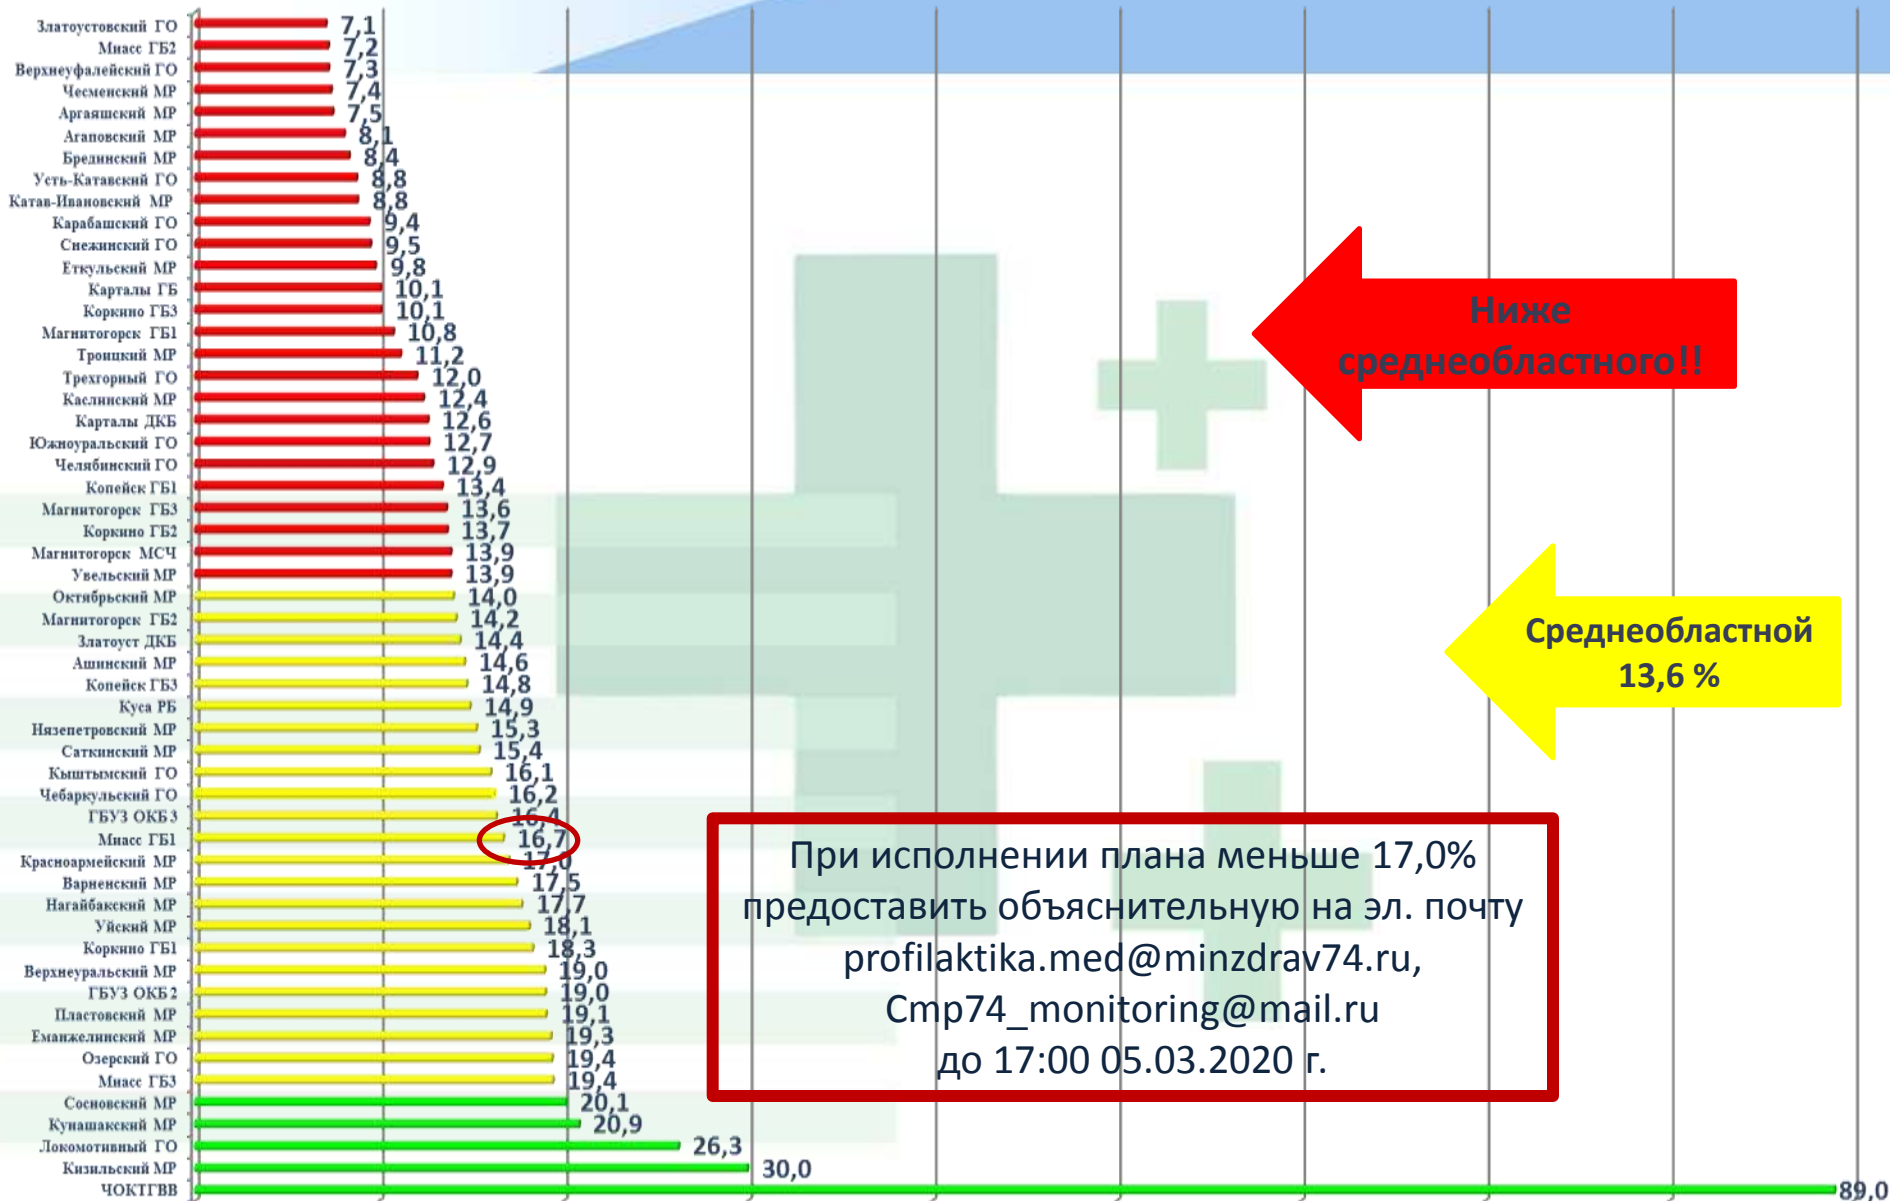 Златоустовский ГО 7,1
Миасс ГБ2 7,2
Верхнеуфалейский ГО 7,3
Чесменский МР 7,4
Аргаяшский МР 7,5
Агаповский МР 8,1
Брединский МР 8,4
Усть-Катавский ГО 8,8
Катав-Ивановский МР 8,8
Карабашский ГО 9,4
Снежинский ГО 9,5
Еткульский МР 9,8
Карталы ГБ 10,1
Коркино ГБ3 10,1
Магнитогорск ГБ1 10,8
Троицкий МР 11,2
Трехгорный ГО 12,0
Каслинский МР 12,4
Карталы ДКБ 12,6
Южноуральский ГО 12,7
Челябинский ГО 12,9
Копейск ГБ1 13,4
Магнитогорск ГБ3 13,6
Коркино ГБ2 13,7
Магнитогорск МСЧ 13,9
Увельский МР 13,9
Октябрьский МР 14,0
Магнитогорск ГБ2 14,2
Златоуст ДКБ 14,4
Ашинский МР 14,6
Копейск ГБ3 14,8
Куса РБ 14,9
Нязепетровский МР 15,3
Саткинский МР 15,4
Кыштымский ГО 16,1
Чебаркульский ГО 16,2
ГБУЗ ОКБ 3 16,4
Миасс ГБ1 16,7
Красноармейский МР 17,0
Варненский МР 17,5
Нагайбакский МР 17,7
Уйский МР 18,1
Коркино ГБ1 18,3
Верхнеуральский МР 19,0
ГБУЗ ОКБ 2 19,0
Пластовский МР 19,1
Еманжелинский МР 19,3
Озерский ГО 19,4
Миасс ГБ3 19,4
Сосновский МР 20,1
Кунашакский МР 20,9
Локомотивный ГО 26,3
Кизильский МР 30,0
ЧОКТГВВ 89,0
Ниже
среднеобластного!!
Среднеобластной
13,6 %
При исполнении плана меньше 17,0%
предоставить объяснительную на эл. почту
profilaktika.med@minzdrav74.ru,
Cmp74_monitoring@mail.ru
до 17:00 05.03.2020 г.